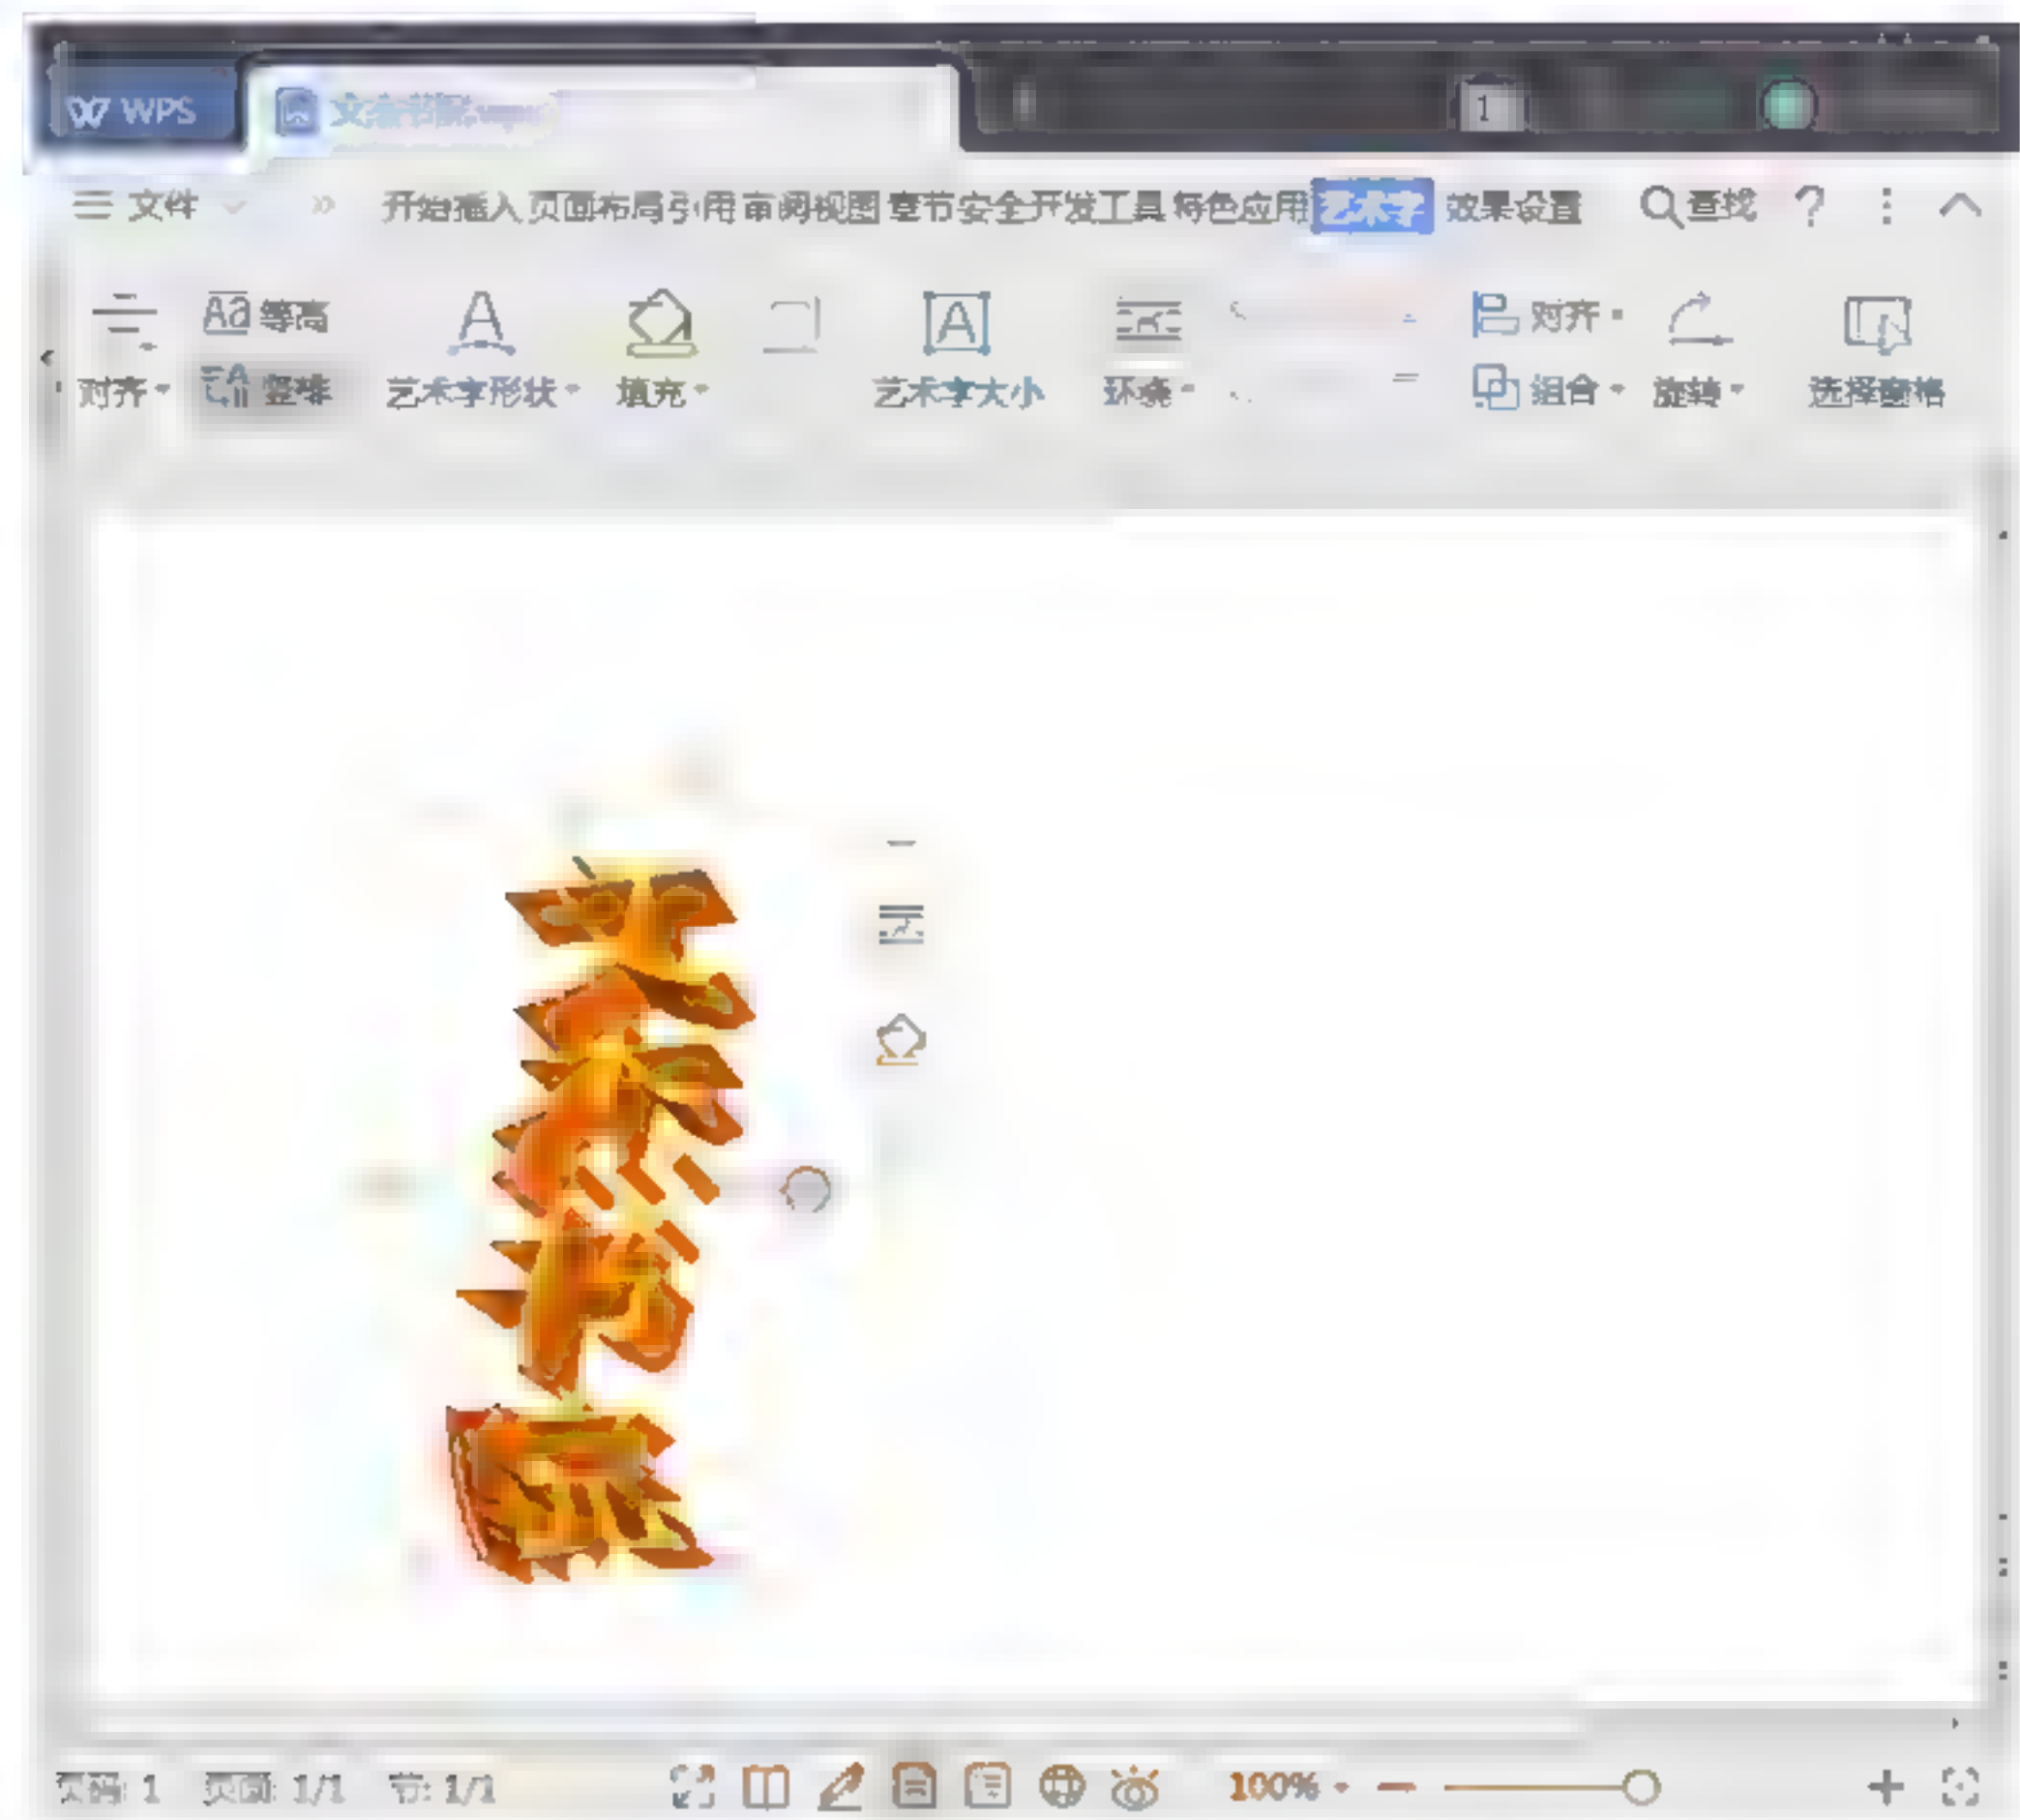 WPS
1
文件 » 开始 插入 页面布局 引用 审阅 视图 章节 安全 开发工具 特色应用 艺术字 效果设置 查找 ?
Aa 等高 对齐
对齐 竖排 艺术字形状 填充 艺术字大小 环绕 组合 旋转 选择窗格
页码: 1 页面: 1/1 节: 1/1 100%